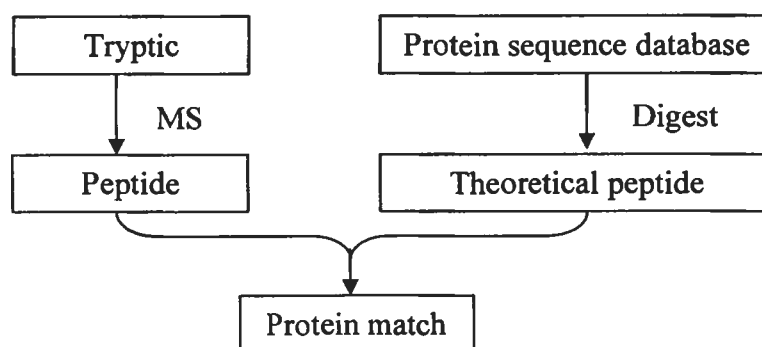 Tryptic
Protein sequence database
MS
Digest
Peptide
Theoretical peptide
Protein match